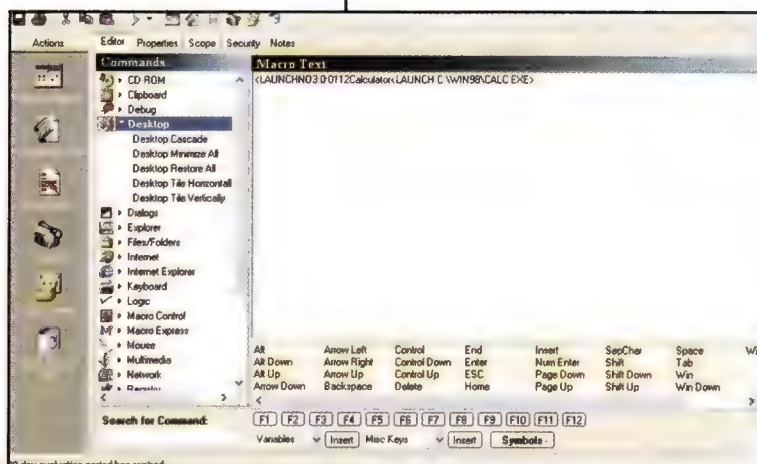 Actions
Editor Properties Scope Security Notes
Commands
CD ROM
Clipboard
Debug
Desktop
Desktop Cascade
Desktop Minimize All
Desktop Restore All
Desktop Tile Horizontall
Desktop Tile Vertically
Dialogs
Explorer
Files/Folders
Internet
Internet Explorer
Keyboard
Logic
Macro Control
Macro Express
Mouse
Multimedia
Network
Search for Command:
Macro Text
<LAUNCHNO3:0:0112Calculator<LAUNCH C:\WIN98\CALC EXE>
Alt Arrow Left Control End Insert SepChar Space Wi
Alt Down Arrow Right Control Down Enter Num Enter Shift Tab
Alt Up Arrow Up Control Up ESC Page Down Shift Down Win
Arrow Down Backspace Delete Home Page Up Shift Up Win Down
F1 F2 F3 F4 F5 F6 F7 F8 F9 F10 F11 F12
Variables Insert Misc Keys Insert Symbols